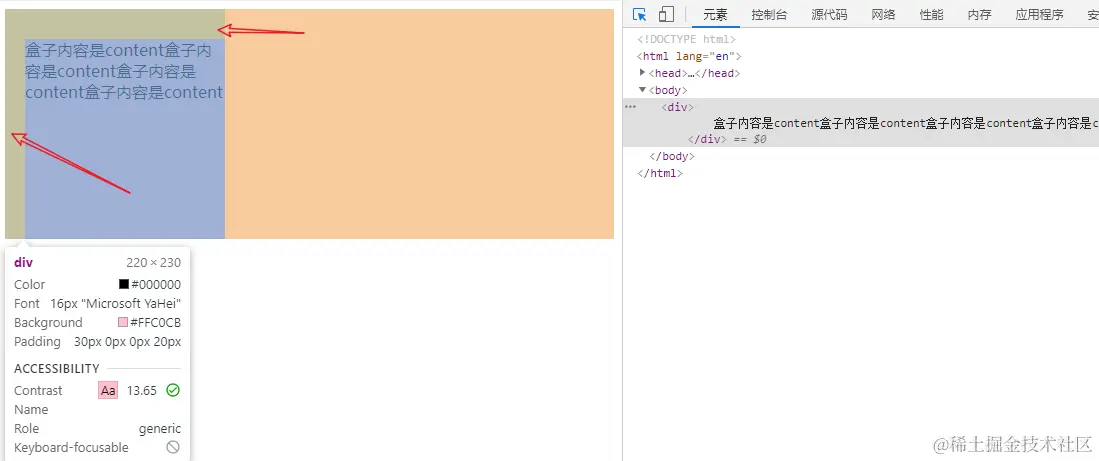 盒子内容是content盒子内
容是content盒子内容是
content盒子内容是content
div 220 × 230
Color #000000
Font 16px "Microsoft YaHei"
Background #FFC0CB
Padding 30px 0px 0px 20px
ACCESSIBILITY
Contrast Aa 13.65
Name
Role generic
Keyboard-focusable
元素 控制台 源代码 网络 性能 内存 应用程序 安
<!DOCTYPE html>
<html lang="en">
<head>…</head>
<body>
<div>
盒子内容是content盒子内容是content盒子内容是content盒子内容是c
</div> == $0
</body>
</html>
@稀土掘金技术社区